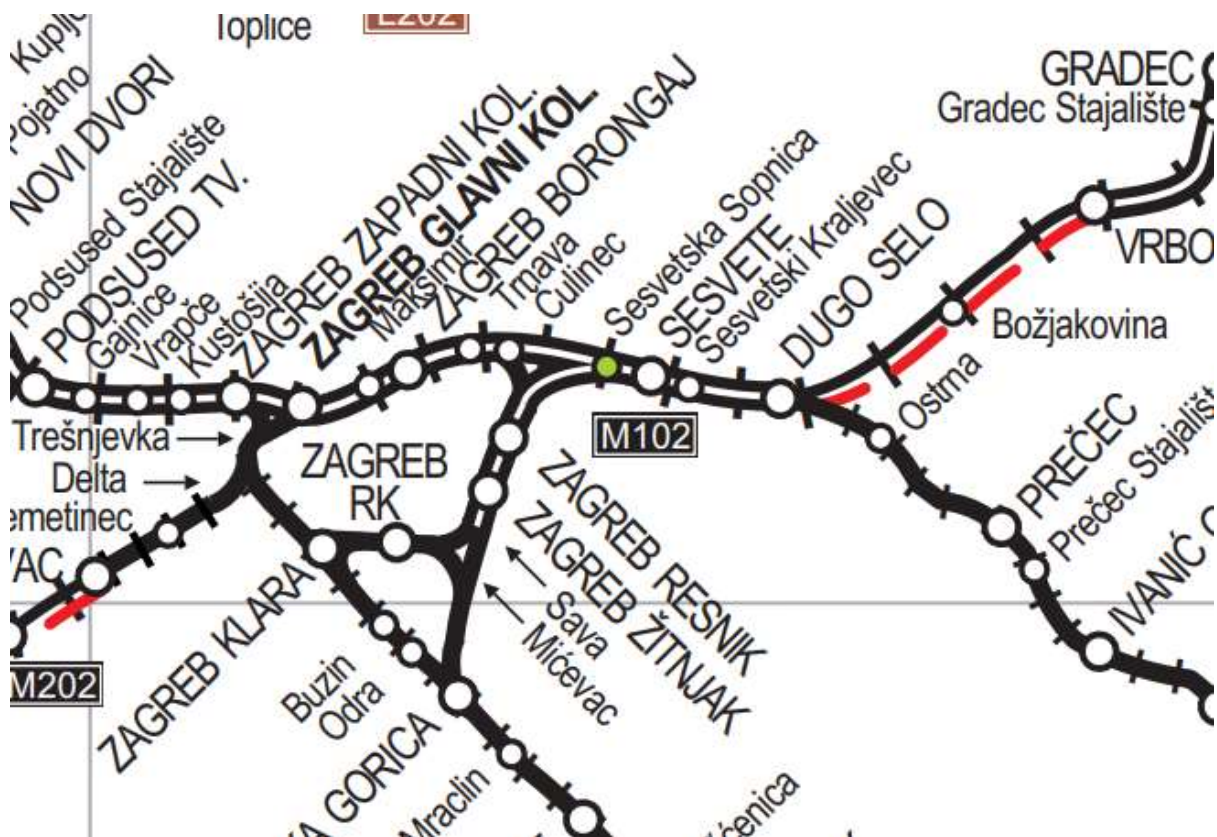 Toplice
L202
Pojatno
NOVI DVORI
Podsused Stajalište
PODSUSED TV.
Gajnice
Vrapče
Kustošija
ZAGREB ZAPADNI KOL.
ZAGREB GLAVNI KOL.
Maksimir
ZAGREB BORONGAJ
Trnava
Čulinec
Sesvetska Sopnica
SESVETE
Sesvetski Kraljevec
DUGO SELO
GRADEC
Gradec Stajalište
VRBO
Božjakovina
Ostrna
PREČEC
Prečec Stajališt
IVANIĆ
M102
Trešnjevka
Delta
emetinec
VAC
M202
ZAGREB
RK
ZAGREB KLARA
ZAGREB RESNIK
ZAGREB ŽITNJAK
Sava
Mićevac
Buzin
Odra
GORICA
Mraclin